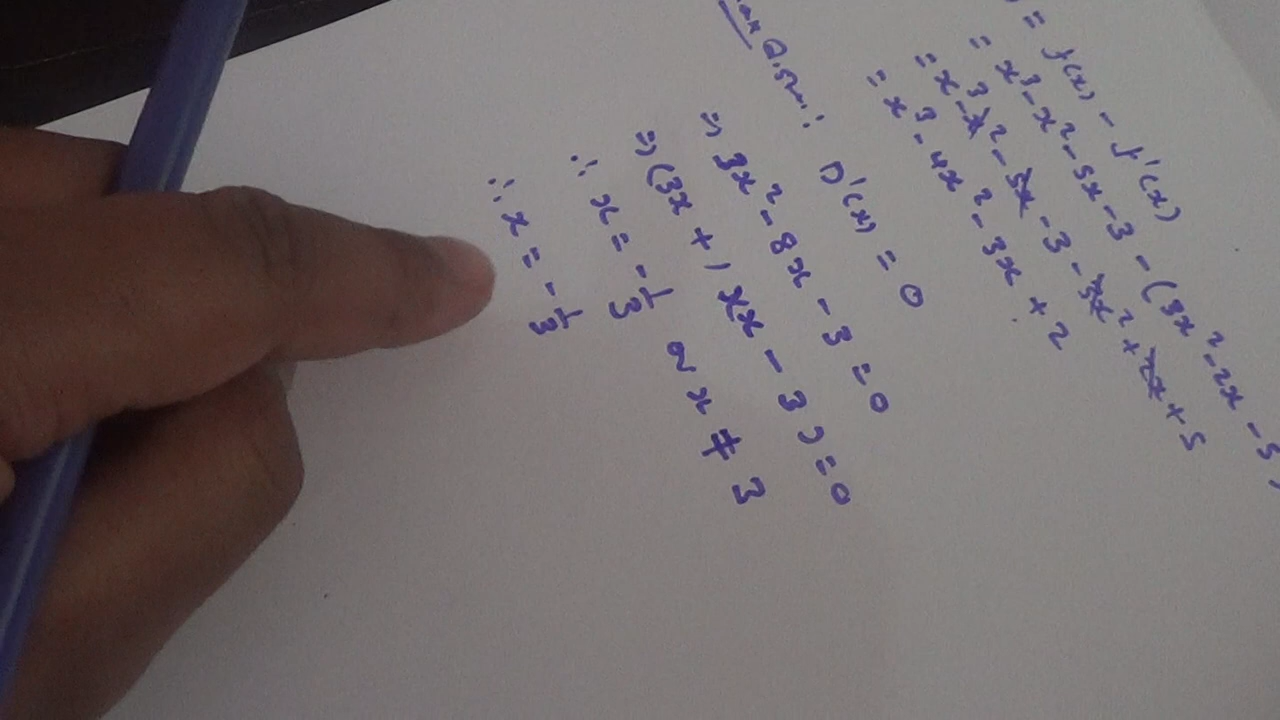 ) = f(x) - f'(x)
= x³ - x² - 5x - 3 - (3x² - 2x - 5)
= x³ - x² - 5x - 3 - 3x² + 2x + 5
= x³ - 4x² - 3x + 2
D'(x) = 0
⇒ 3x² - 8x - 3 = 0
⇒ (3x + 1)(x - 3) = 0
∴ x = -1/3 or x ≠ 3
∴ x = -1/3